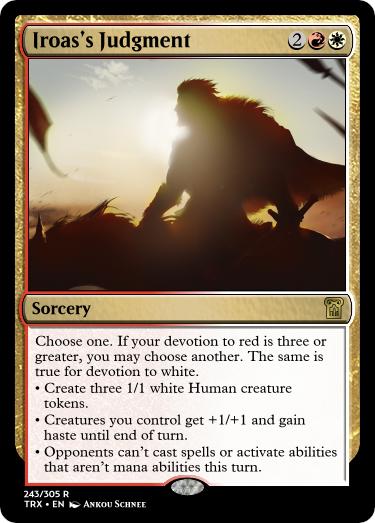 Iroas's Judgment 2
Sorcery
Choose one. If your devotion to red is three or
greater, you may choose another. The same is
true for devotion to white.
• Create three 1/1 white Human creature
tokens.
• Creatures you control get +1/+1 and gain
haste until end of turn.
• Opponents can't cast spells or activate abilities
that aren't mana abilities this turn.
243/305 R
TRX • EN Ankou Schnee